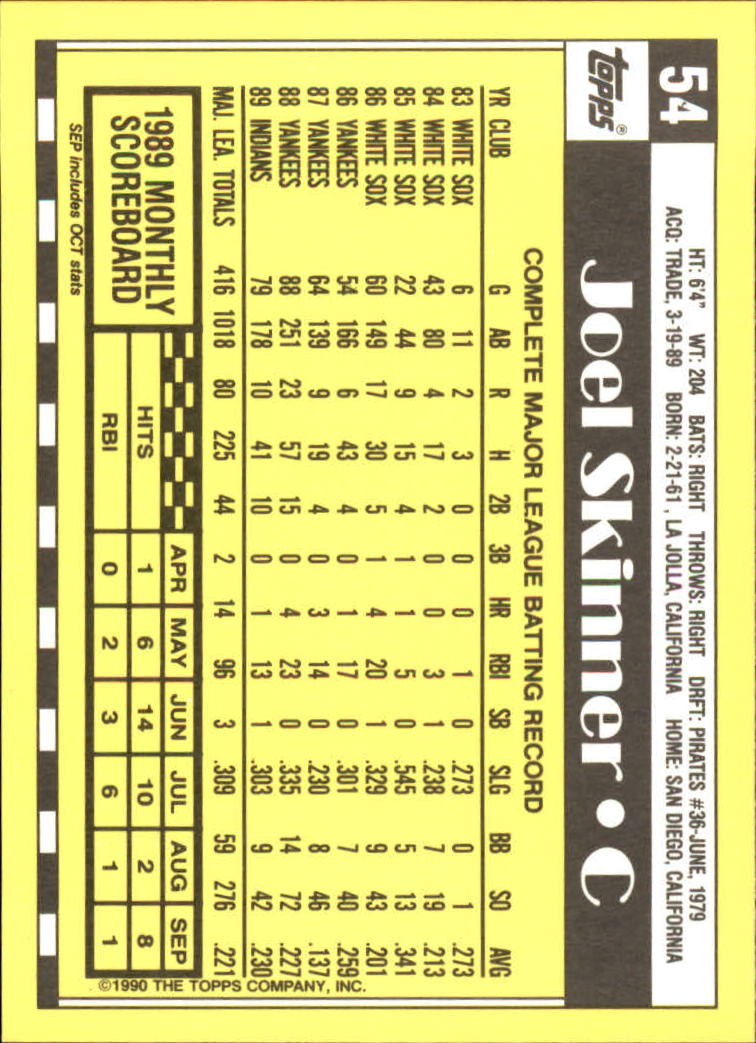 54
HT: 6'4" WT: 204 BATS: RIGHT THROWS: RIGHT DRFT: PIRATES #36-JUNE, 1979
ACQ: TRADE, 3-19-89 BORN: 2-21-61, LA JOLLA, CALIFORNIA HOME: SAN DIEGO, CALIFORNIA
topps® Joel Skinner • C
COMPLETE MAJOR LEAGUE BATTING RECORD
YR CLUB G AB R H 2B 3B HR RBI SB SLG BB SO AVG
83 WHITE SOX 6 11 2 3 0 0 0 1 0 .273 0 1 .273
84 WHITE SOX 43 80 4 17 2 0 0 3 1 .238 7 19 .213
85 WHITE SOX 22 44 9 15 4 1 1 5 0 .545 5 13 .341
86 WHITE SOX 60 149 17 30 5 1 4 20 1 .329 9 43 .201
86 YANKEES 54 166 6 43 4 0 1 17 0 .301 7 40 .259
87 YANKEES 64 139 9 19 4 0 3 14 0 .230 8 46 .137
88 YANKEES 88 251 23 57 15 0 4 23 0 .335 14 72 .227
89 INDIANS 79 178 10 41 10 0 1 13 1 .303 9 42 .230
MAJ. LEA. TOTALS 416 1018 80 225 44 2 14 96 3 .309 59 276 .221
1989 MONTHLY
SCOREBOARD
SEP includes OCT stats
APR MAY JUN JUL AUG SEP
HITS 1 6 14 10 2 8
RBI 0 2 3 6 1 1
©1990 THE TOPPS COMPANY, INC.